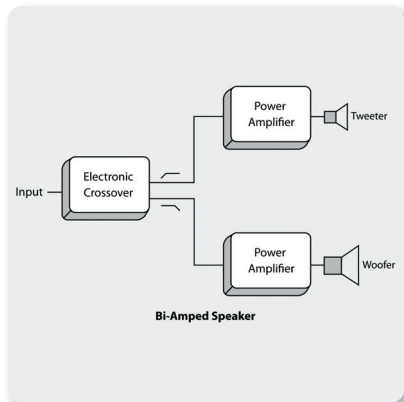 Power
Amplifier
Tweeter
Electronic
Crossover
Input
Power
Amplifier
Woofer
Bi-Amped Speaker